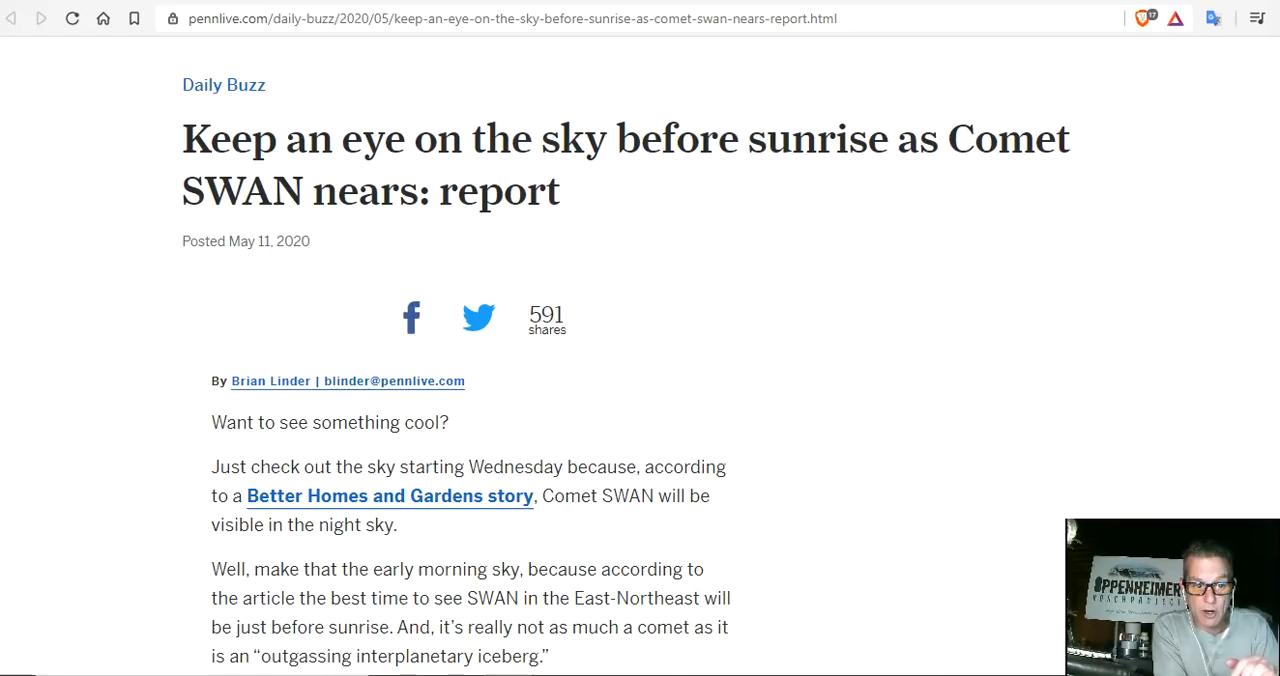 pennlive.com/daily-buzz/2020/05/keep-an-eye-on-the-sky-before-sunrise-as-comet-swan-nears-report.html
17
Daily Buzz
Keep an eye on the sky before sunrise as Comet
SWAN nears: report
Posted May 11, 2020
591
shares
By Brian Linder | blinder@pennlive.com
Want to see something cool?
Just check out the sky starting Wednesday because, according
to a Better Homes and Gardens story, Comet SWAN will be
visible in the night sky.
Well, make that the early morning sky, because according to
the article the best time to see SWAN in the East-Northeast will
be just before sunrise. And, it's really not as much a comet as it
is an “outgassing interplanetary iceberg.”
OPPENHEIMER